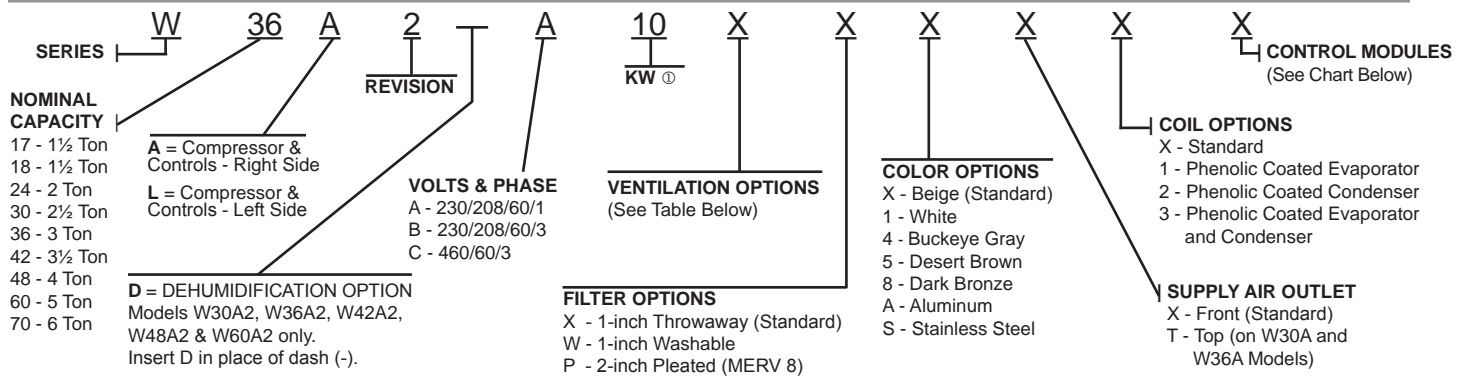 W 36 A 2 — A 10 X X X X X X
SERIES
NOMINAL
CAPACITY
17 - 1½ Ton
18 - 1½ Ton
24 - 2 Ton
30 - 2½ Ton
36 - 3 Ton
42 - 3½ Ton
48 - 4 Ton
60 - 5 Ton
70 - 6 Ton
A = Compressor &
Controls - Right Side
L = Compressor &
Controls - Left Side
REVISION
D = DEHUMIDIFICATION OPTION
Models W30A2, W36A2, W42A2,
W48A2 & W60A2 only.
Insert D in place of dash (-).
VOLTS & PHASE
A - 230/208/60/1
B - 230/208/60/3
C - 460/60/3
KW ①
VENTILATION OPTIONS
(See Table Below)
FILTER OPTIONS
X - 1-inch Throwaway (Standard)
W - 1-inch Washable
P - 2-inch Pleated (MERV 8)
COLOR OPTIONS
X - Beige (Standard)
1 - White
4 - Buckeye Gray
5 - Desert Brown
8 - Dark Bronze
A - Aluminum
S - Stainless Steel
SUPPLY AIR OUTLET
X - Front (Standard)
T - Top (on W30A and
W36A Models)
COIL OPTIONS
X - Standard
1 - Phenolic Coated Evaporator
2 - Phenolic Coated Condenser
3 - Phenolic Coated Evaporator
and Condenser
CONTROL MODULES
(See Chart Below)